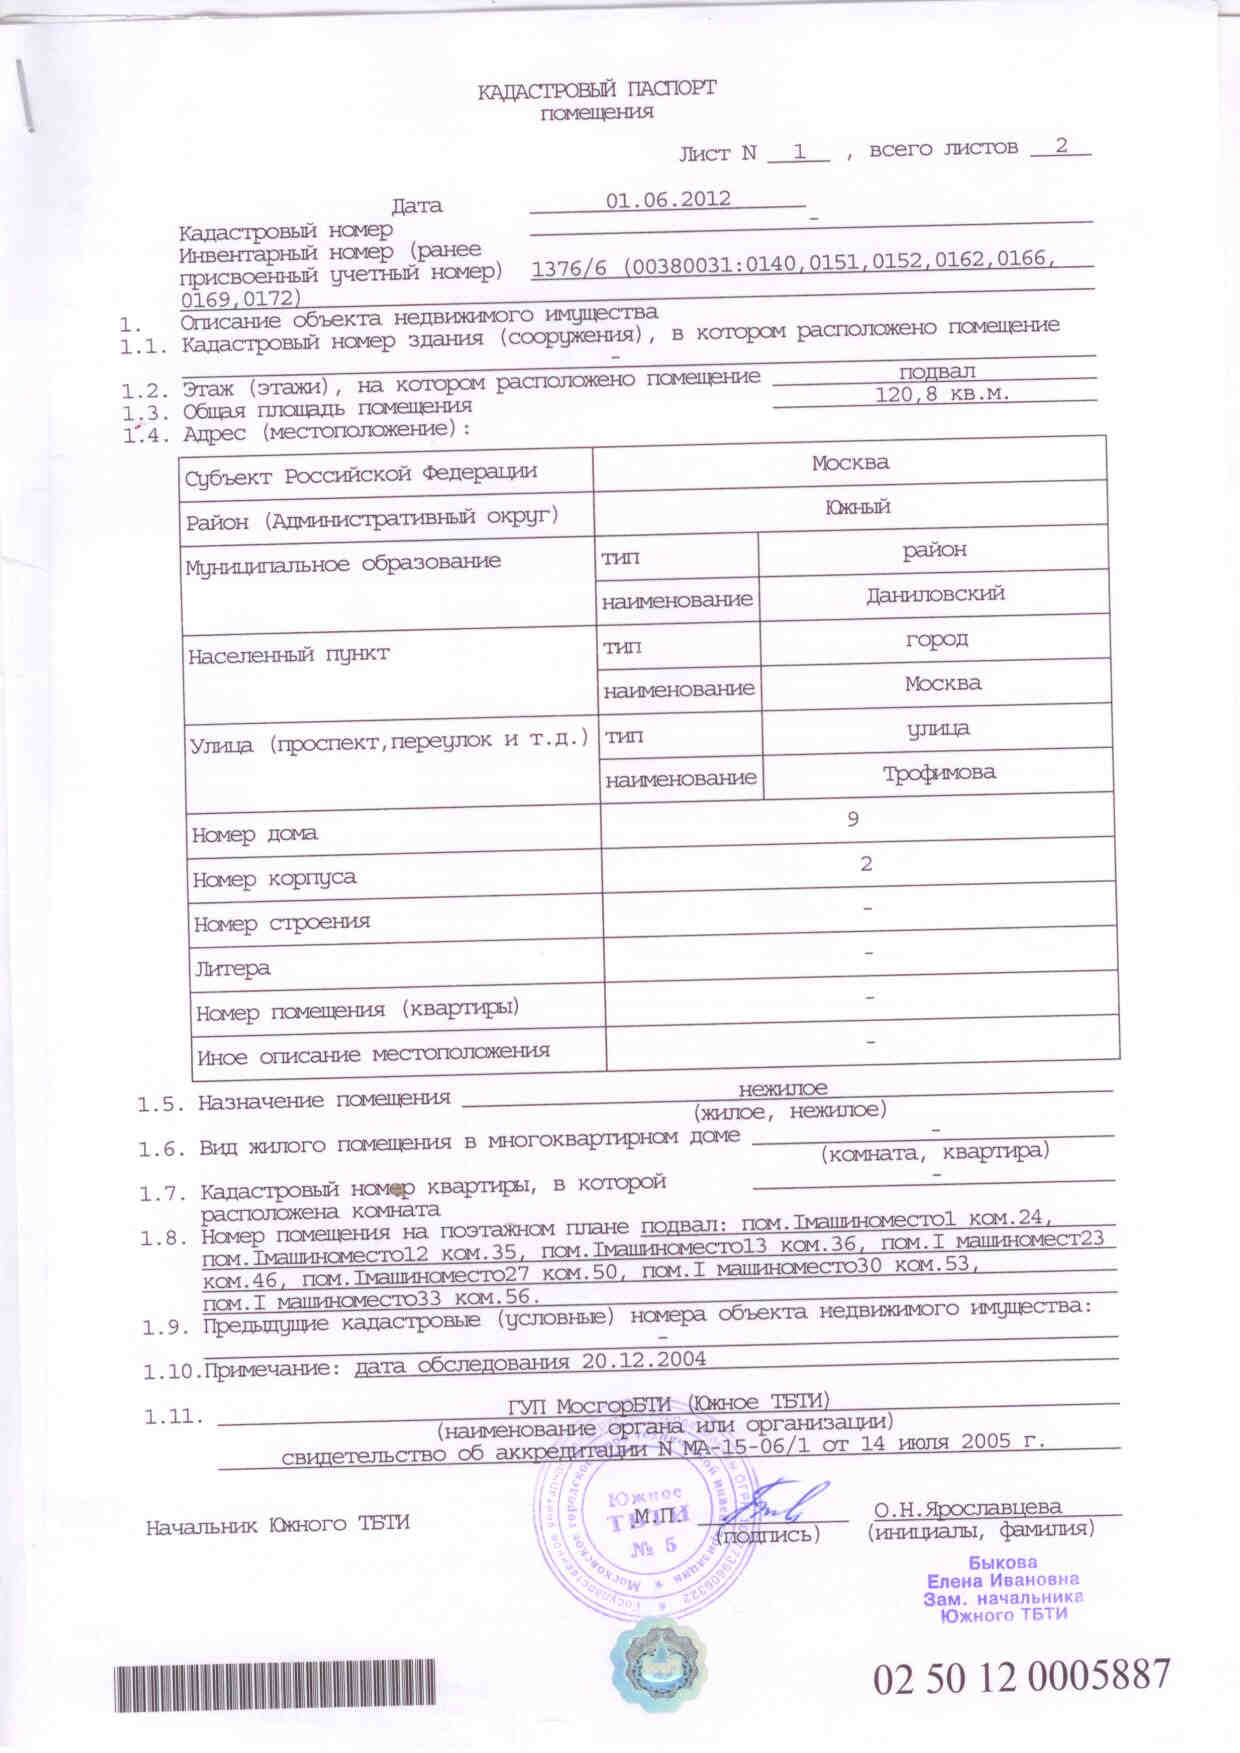 КАДАСТРОВЫЙ ПАСПОРТ
помещения
Лист N 1 , всего листов 2
Дата 01.06.2012
Кадастровый номер -
Инвентарный номер (ранее
присвоенный учетный номер) 1376/6 (00380031:0140,0151,0152,0162,0166,
0169,0172)
1. Описание объекта недвижимого имущества
1.1. Кадастровый номер здания (сооружения), в котором расположено помещение
-
1.2. Этаж (этажи), на котором расположено помещение подвал
1.3. Общая площадь помещения 120,8 кв.м.
1.4. Адрес (местоположение):
Субъект Российской Федерации Москва
Район (Административный округ) Южный
Муниципальное образование тип район
наименование Даниловский
Населенный пункт тип город
наименование Москва
Улица (проспект,переулок и т.д.) тип улица
наименование Трофимова
Номер дома 9
Номер корпуса 2
Номер строения -
Литера -
Номер помещения (квартиры) -
Иное описание местоположения -
1.5. Назначение помещения нежилое
(жилое, нежилое)
1.6. Вид жилого помещения в многоквартирном доме -
(комната, квартира)
1.7. Кадастровый номер квартиры, в которой -
расположена комната
1.8. Номер помещения на поэтажном плане подвал: пом.Iмашиноместо1 ком.24,
пом.Iмашиноместо12 ком.35, пом.Iмашиноместо13 ком.36, пом.I машиномест23
ком.46, пом.Iмашиноместо27 ком.50, пом.I машиноместо30 ком.53,
пом.I машиноместо33 ком.56.
1.9. Предыдущие кадастровые (условные) номера объекта недвижимого имущества:
-
1.10.Примечание: дата обследования 20.12.2004
1.11. ГУП МосгорБТИ (Южное ТБТИ)
(наименование органа или организации)
свидетельство об аккредитации N МА-15-06/1 от 14 июля 2005 г.
Начальник Южного ТБТИ М.П. О.Н.Ярославцева
(подпись) (инициалы, фамилия)
Южное
ТБТИ
№ 5
Быкова
Елена Ивановна
Зам. начальника
Южного ТБТИ
02 50 12 0005887